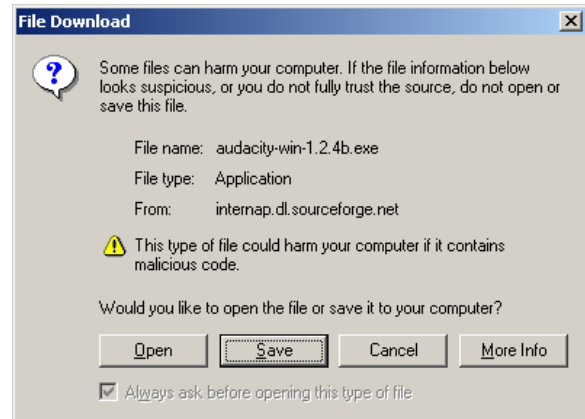 File Download
Some files can harm your computer. If the file information below
looks suspicious, or you do not fully trust the source, do not open or
save this file.
File name: audacity-win-1.2.4b.exe
File type: Application
From: internap.dl.sourceforge.net
This type of file could harm your computer if it contains
malicious code.
Would you like to open the file or save it to your computer?
Open Save Cancel More Info
Always ask before opening this type of file